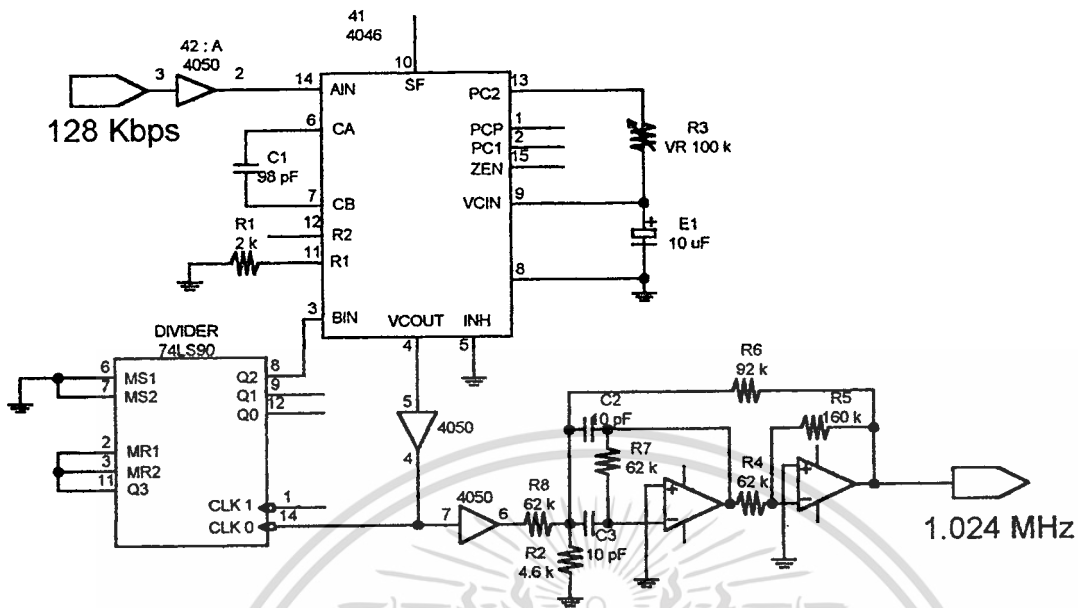 41
4046
42 : A
4050
3
2
128 Kbps
14
AIN
10
SF
13
PC2
6
CA
PCP
1
PC1
2
ZEN
15
R3
VR 100 k
C1
98 pF
7
CB
VCIN
9
12
R2
R1
2 k
11
R1
E1
10 uF
8
3
BIN
VCOUT
INH
4
5
DIVIDER
74LS90
6
MS1
7
MS2
Q2
8
Q1
9
Q0
12
2
MR1
3
MR2
11
Q3
CLK 1
1
CLK 0
14
5
4050
4
7
4050
6
R8
62 k
R2
4.6 k
C2
10 pF
R7
62 k
C3
10 pF
R6
92 k
R5
160 k
R4
62 k
+
-
+
-
1.024 MHz